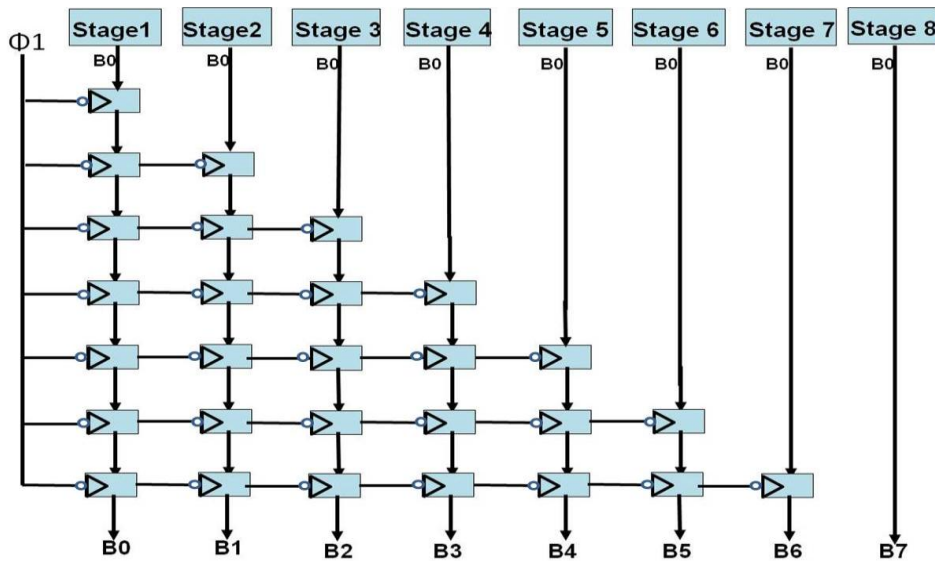 Φ1
Stage1 Stage2 Stage 3 Stage 4 Stage 5 Stage 6 Stage 7 Stage 8
B0 B0 B0 B0 B0 B0 B0 B0
B0 B1 B2 B3 B4 B5 B6 B7